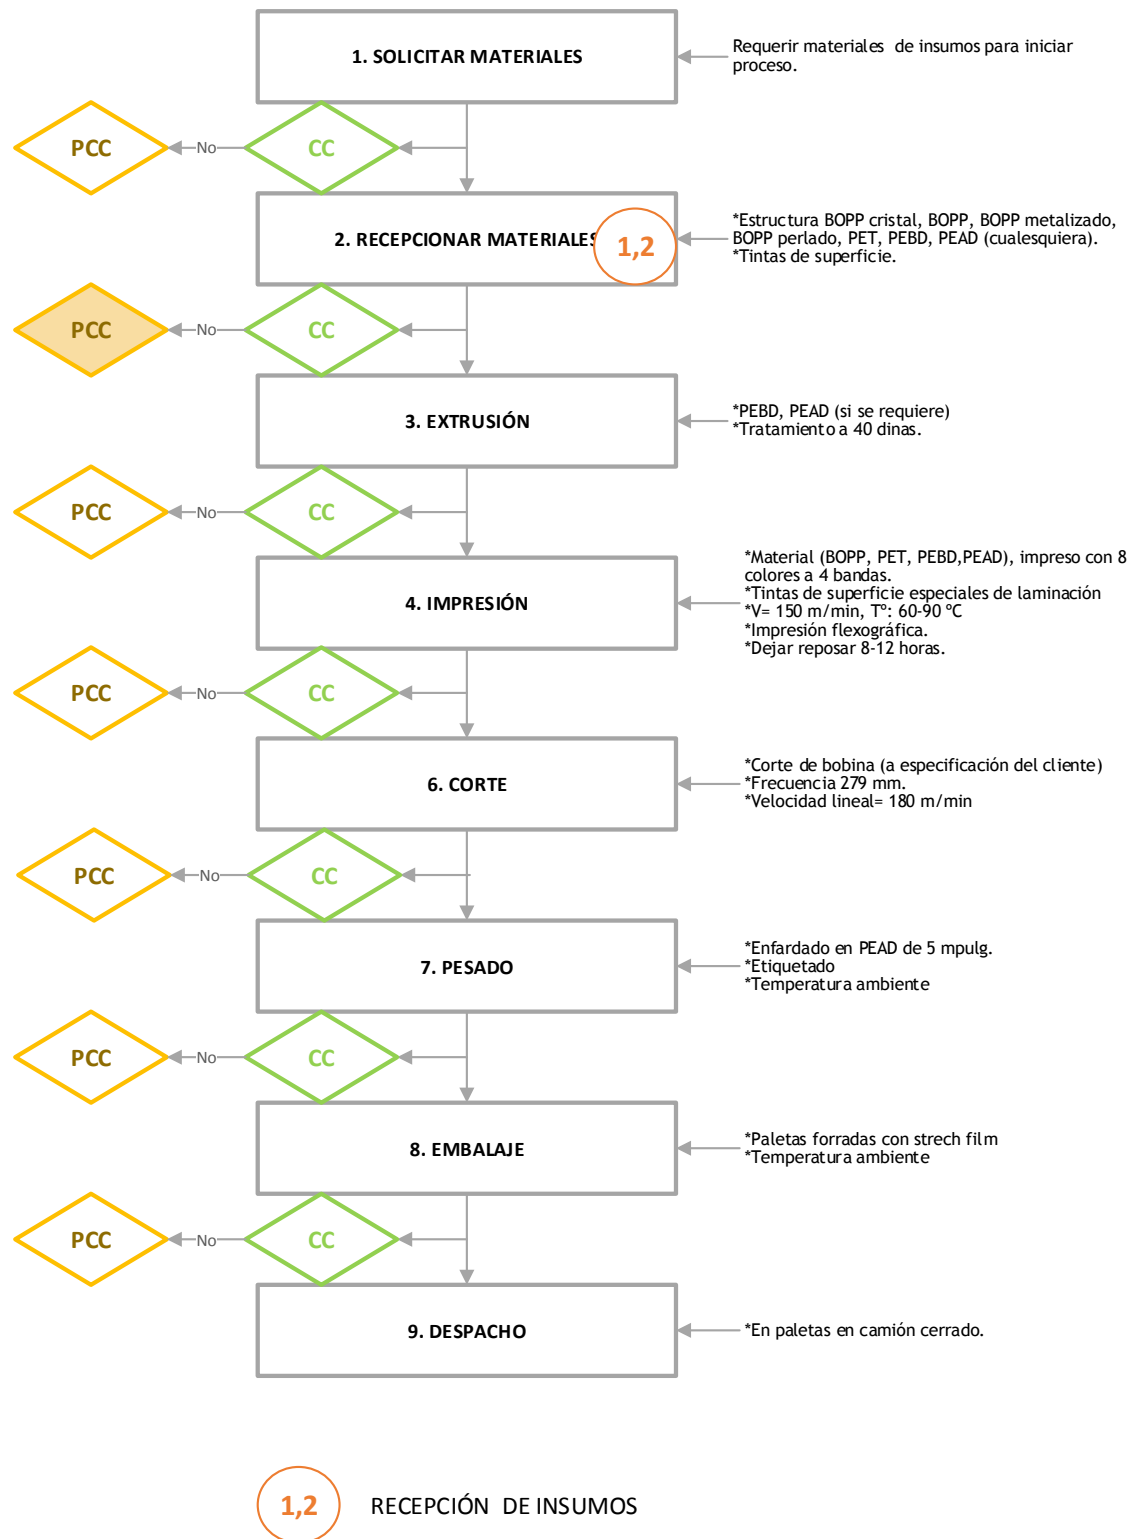 1. SOLICITAR MATERIALES
Requerir materiales de insumos para iniciar
proceso.
PCC
No
CC
2. RECEPCIONAR MATERIALES
1,2
*Estructura BOPP cristal, BOPP, BOPP metalizado,
BOPP perlado, PET, PEBD, PEAD (cualesquiera).
*Tintas de superficie.
PCC
No
CC
3. EXTRUSIÓN
*PEBD, PEAD (si se requiere)
*Tratamiento a 40 dinas.
PCC
No
CC
4. IMPRESIÓN
*Material (BOPP, PET, PEBD,PEAD), impreso con 8
colores a 4 bandas.
*Tintas de superficie especiales de laminación
*V= 150 m/min, Tº: 60-90 ºC
*Impresión flexográfica.
*Dejar reposar 8-12 horas.
PCC
No
CC
6. CORTE
*Corte de bobina (a especificación del cliente)
*Frecuencia 279 mm.
*Velocidad lineal= 180 m/min
PCC
No
CC
7. PESADO
*Enfardado en PEAD de 5 mpulg.
*Etiquetado
*Temperatura ambiente
PCC
No
CC
8. EMBALAJE
*Paletas forradas con strech film
*Temperatura ambiente
PCC
No
CC
9. DESPACHO
*En paletas en camión cerrado.
1,2
RECEPCIÓN DE INSUMOS